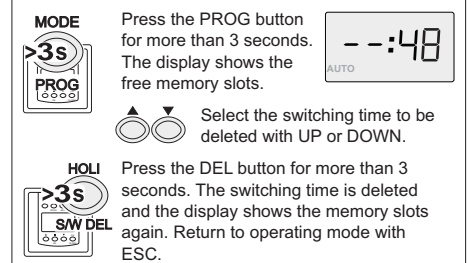 MODE
>3s
PROG
Press the PROG button
for more than 3 seconds.
The display shows the
free memory slots.
--:48
AUTO
Select the switching time to be
deleted with UP or DOWN.
HOLI
>3s
S/W DEL
Press the DEL button for more than 3
seconds. The switching time is deleted
and the display shows the memory slots
again. Return to operating mode with
ESC.